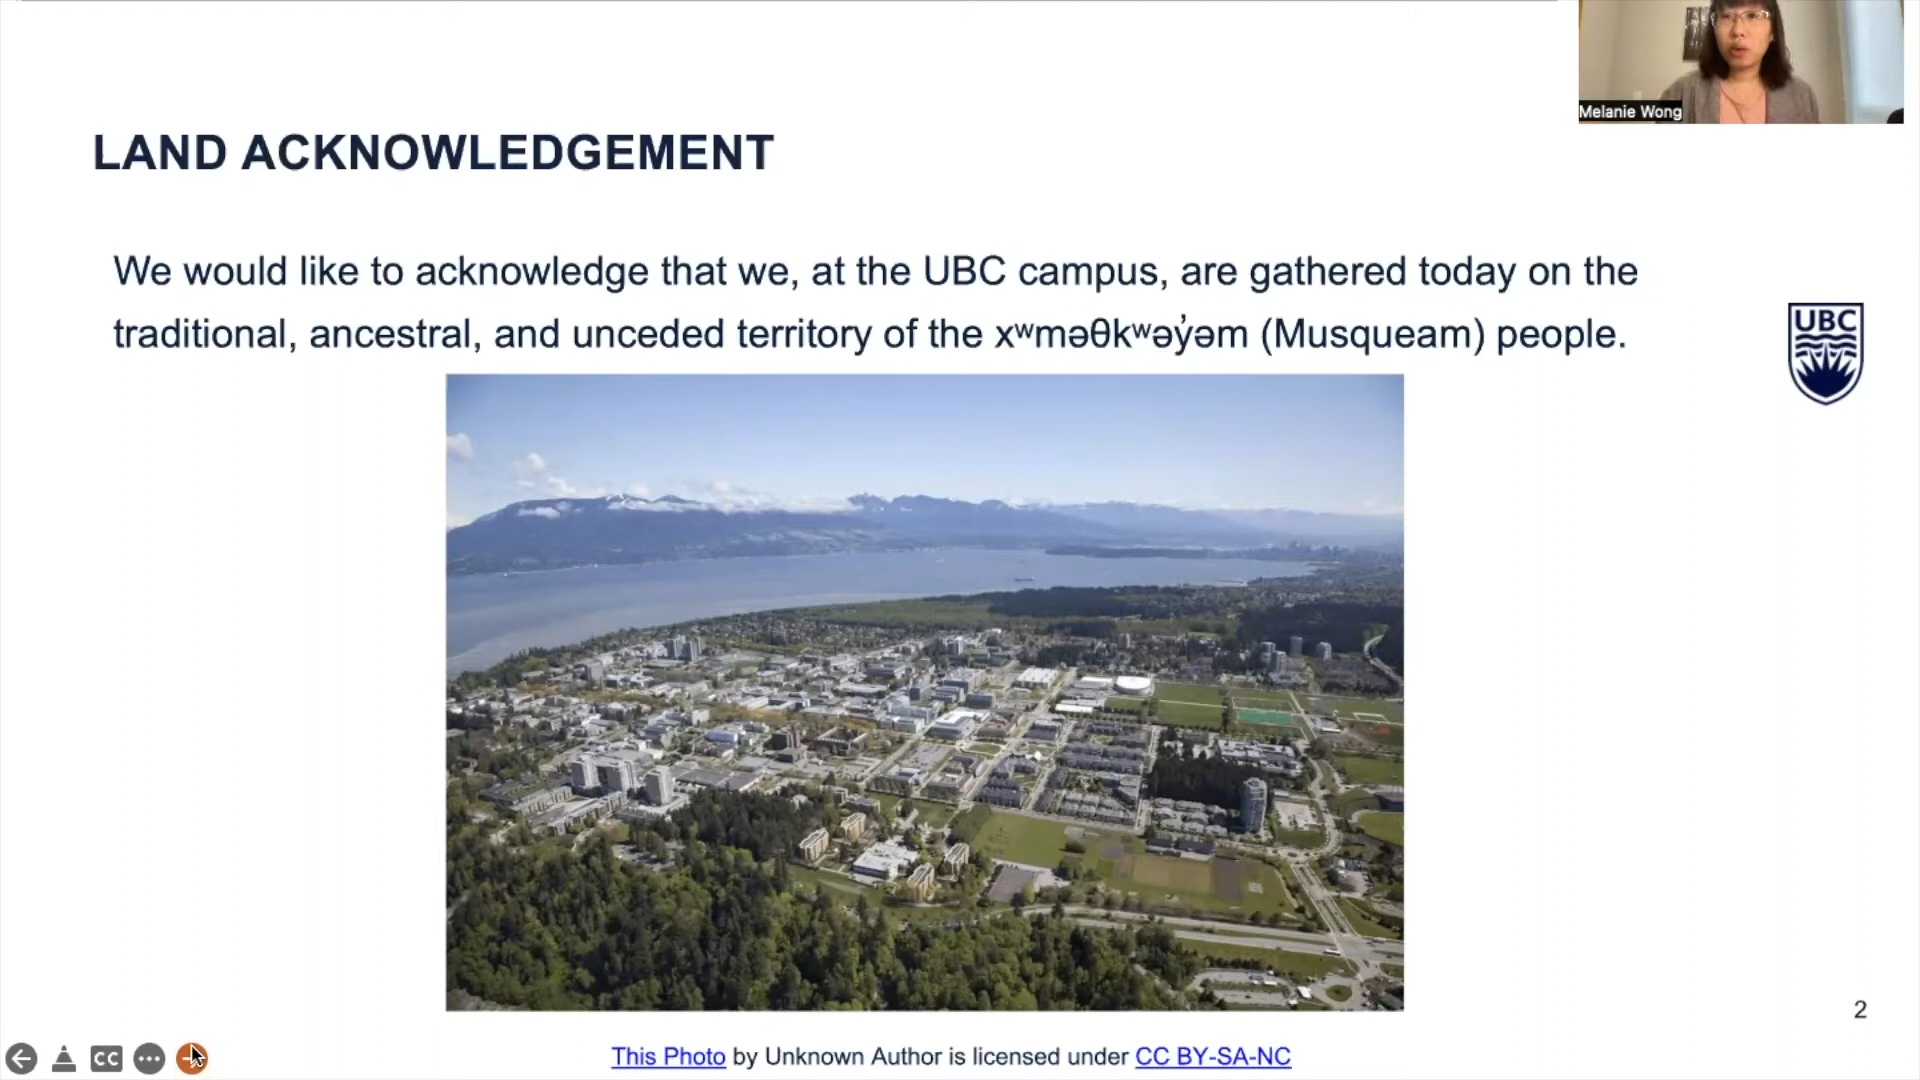 Melanie Wong
LAND ACKNOWLEDGEMENT
We would like to acknowledge that we, at the UBC campus, are gathered today on the
traditional, ancestral, and unceded territory of the xʷməθkʷəy̓əm (Musqueam) people.
UBC
2
CC
This Photo by Unknown Author is licensed under CC BY-SA-NC